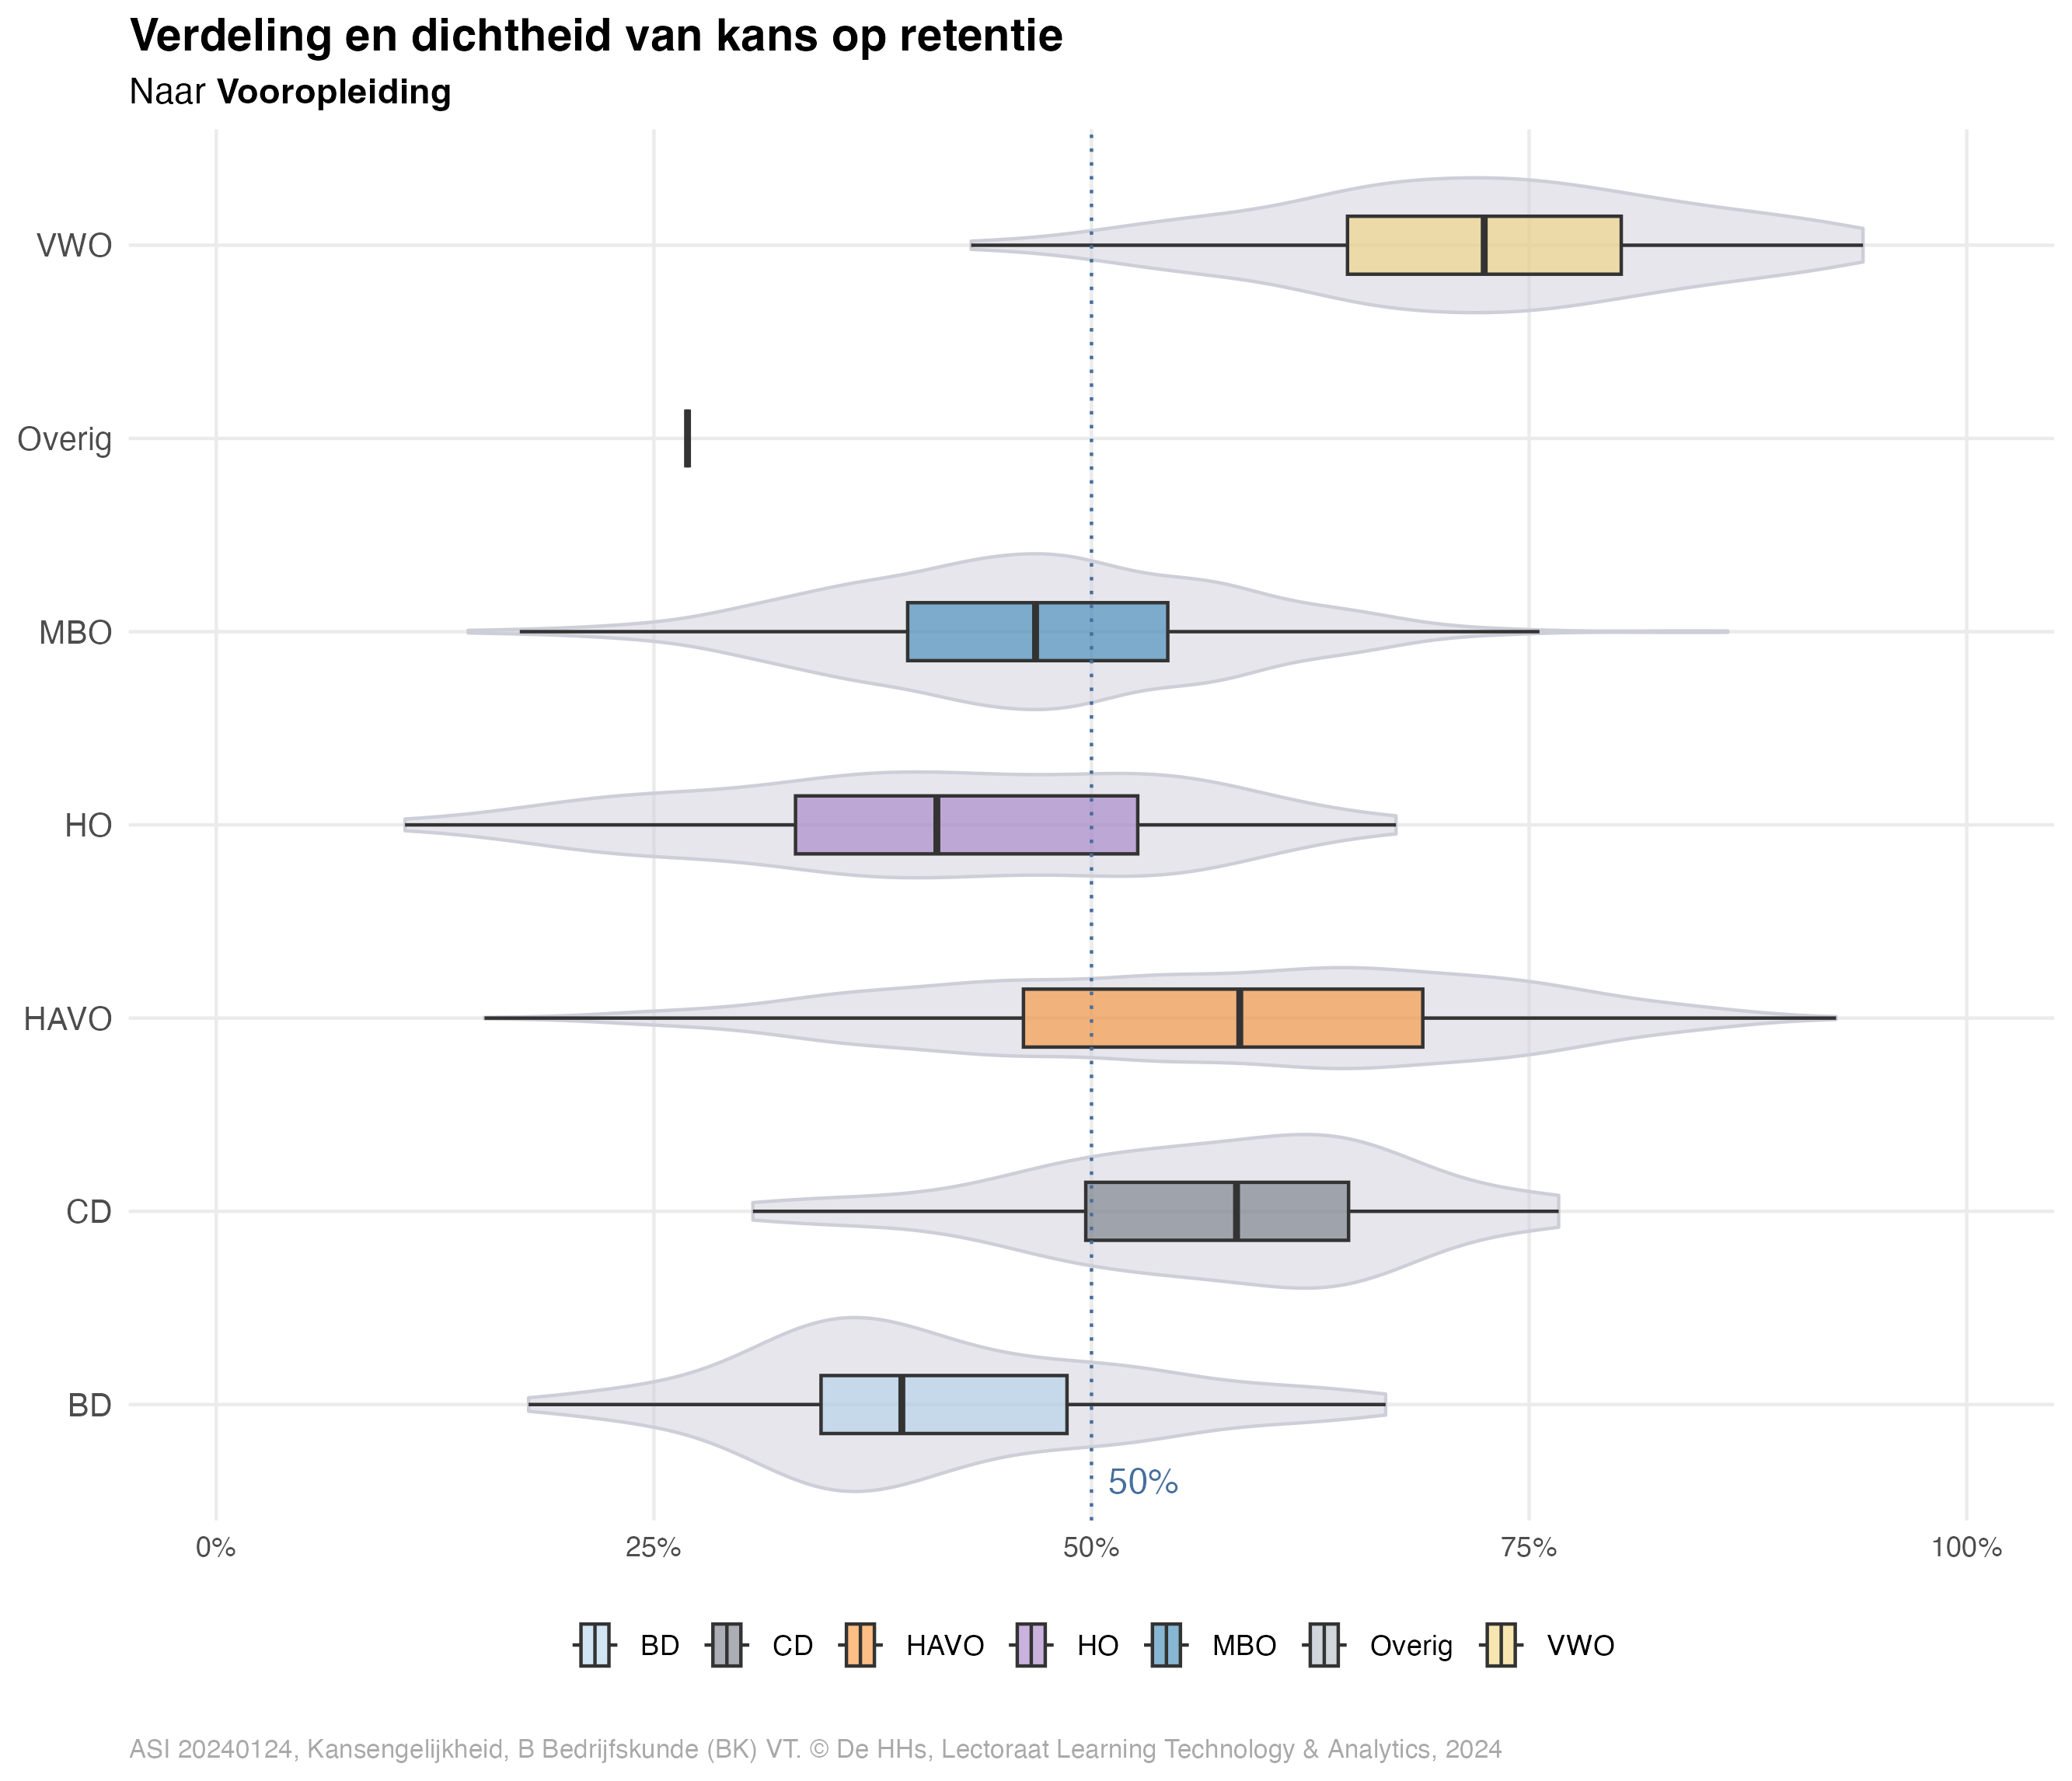 Verdeling en dichtheid van kans op retentie
Naar Vooropleiding
VWO
Overig
MBO
HO
HAVO
CD
BD
50%
0% 25% 50% 75% 100%
BD CD HAVO HO MBO Overig VWO
ASI 20240124, Kansengelijkheid, B Bedrijfskunde (BK) VT. © De HHs, Lectoraat Learning Technology & Analytics, 2024